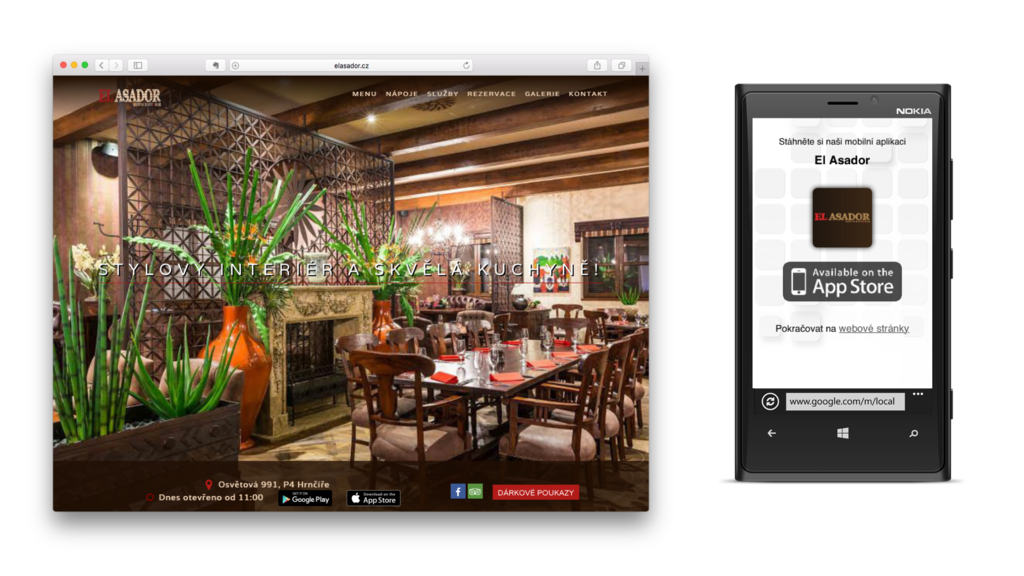 elasador.cz
EL ASADOR
MENU NÁPOJE SLUŽBY REZERVACE GALERIE KONTAKT
STYLOVÝ INTERIÉR A SKVĚLÁ KUCHYNĚ!
Osvětová 991, P4 Hrnčíře
Dnes otevřeno od 11:00
GET IT ON
Google Play
Download on the
App Store
f
DÁRKOVÉ POUKAZY
NOKIA
Stáhněte si naši mobilní aplikaci
El Asador
EL ASADOR
Available on the
App Store
Pokračovat na webové stránky
www.google.com/m/local